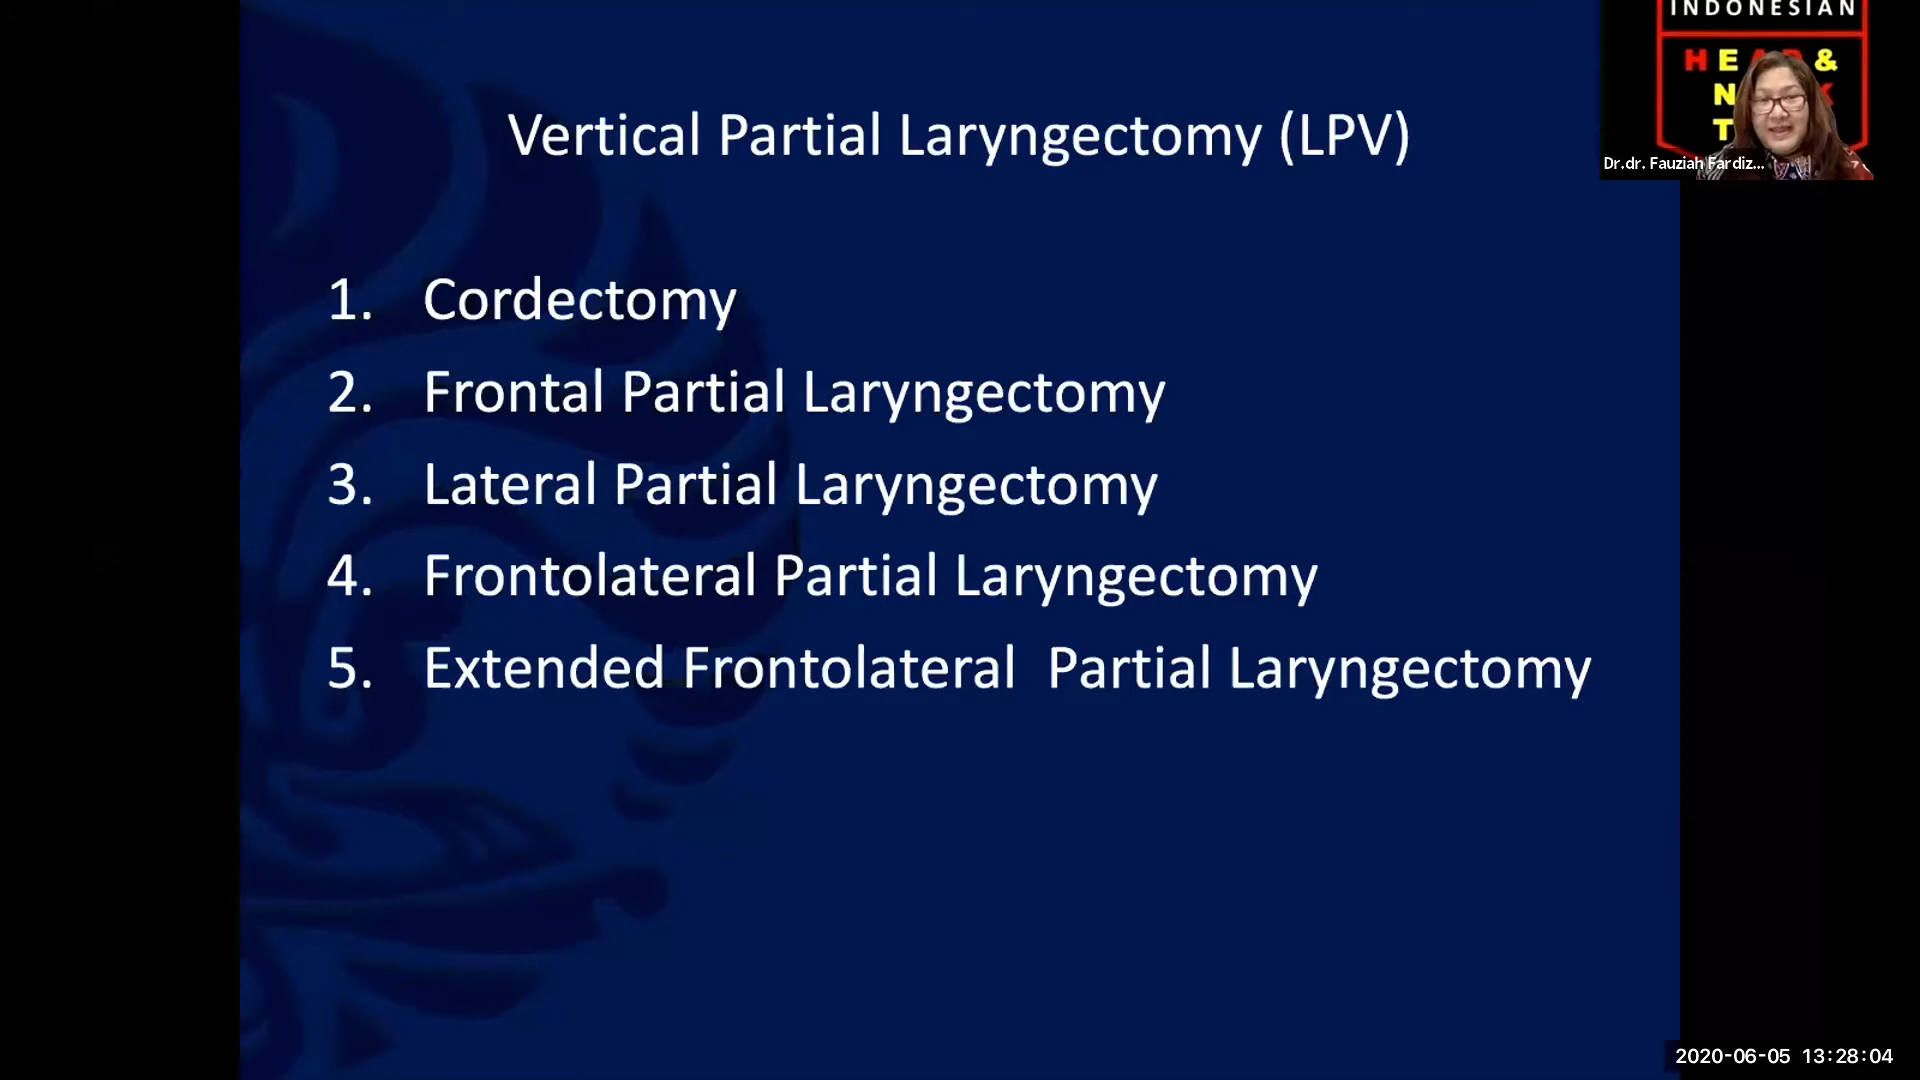 INDONESIAN
HE &
N
T
Dr.dr. Fauziah Fardiz...
Vertical Partial Laryngectomy (LPV)
1. Cordectomy
2. Frontal Partial Laryngectomy
3. Lateral Partial Laryngectomy
4. Frontolateral Partial Laryngectomy
5. Extended Frontolateral Partial Laryngectomy
2020-06-05 13:28:04